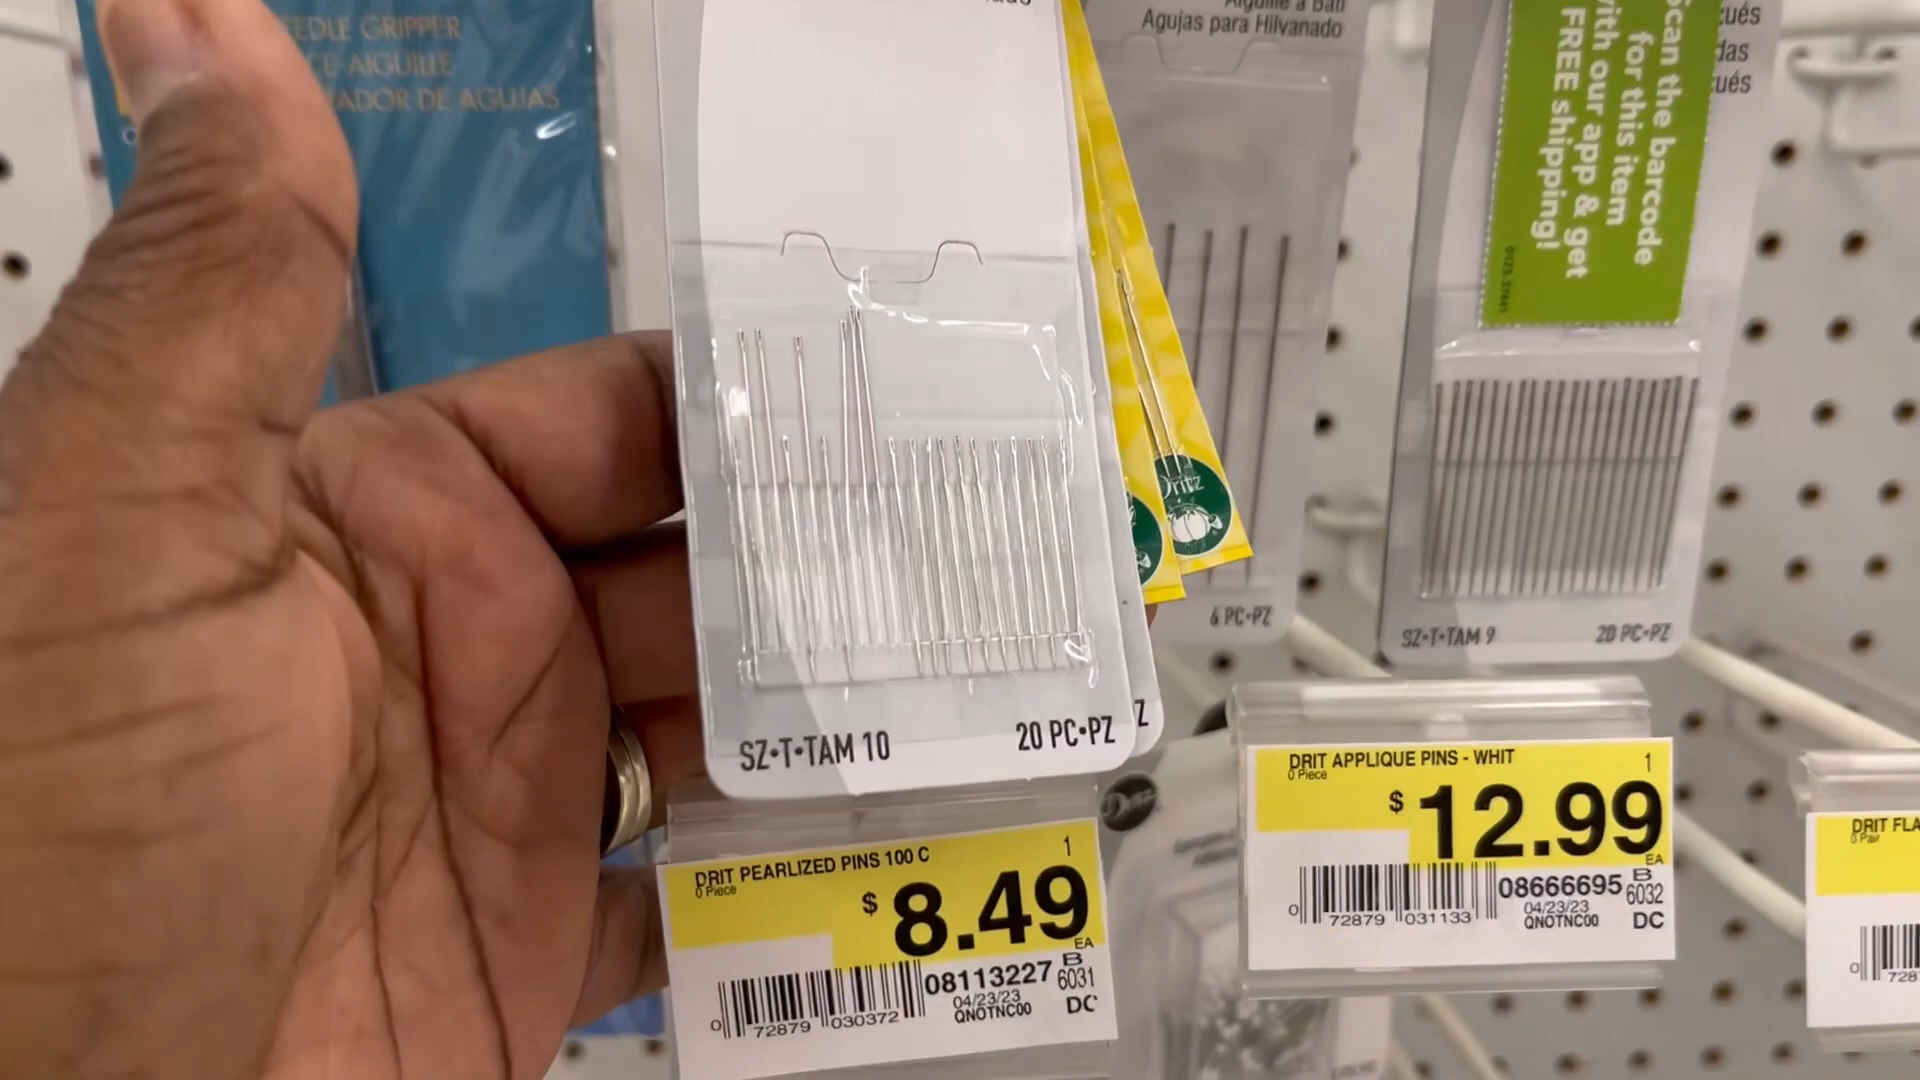 EDLE GRIPPER
CE-AIGUILLE
ADOR DE AGUJAS
Agujas para Hilvanado
can the barcode
for this item
with our app & get
FREE shipping!
Dritz
6 PC•PZ
SZ•T•TAM 9
20 PC•PZ
SZ•T•TAM 10
20 PC•PZ
Z
DRIT PEARLIZED PINS 100 C
1
0 Piece
$ 8.49
EA
08113227
B
6031
04/23/23
QNOTNC00
DC
0 72879 030372
DRIT APPLIQUE PINS - WHIT
1
0 Piece
$ 12.99
EA
08666695
B
6032
04/23/23
QNOTNC00
DC
0 72879 031133
DRIT FLA
0 Pair
0 728